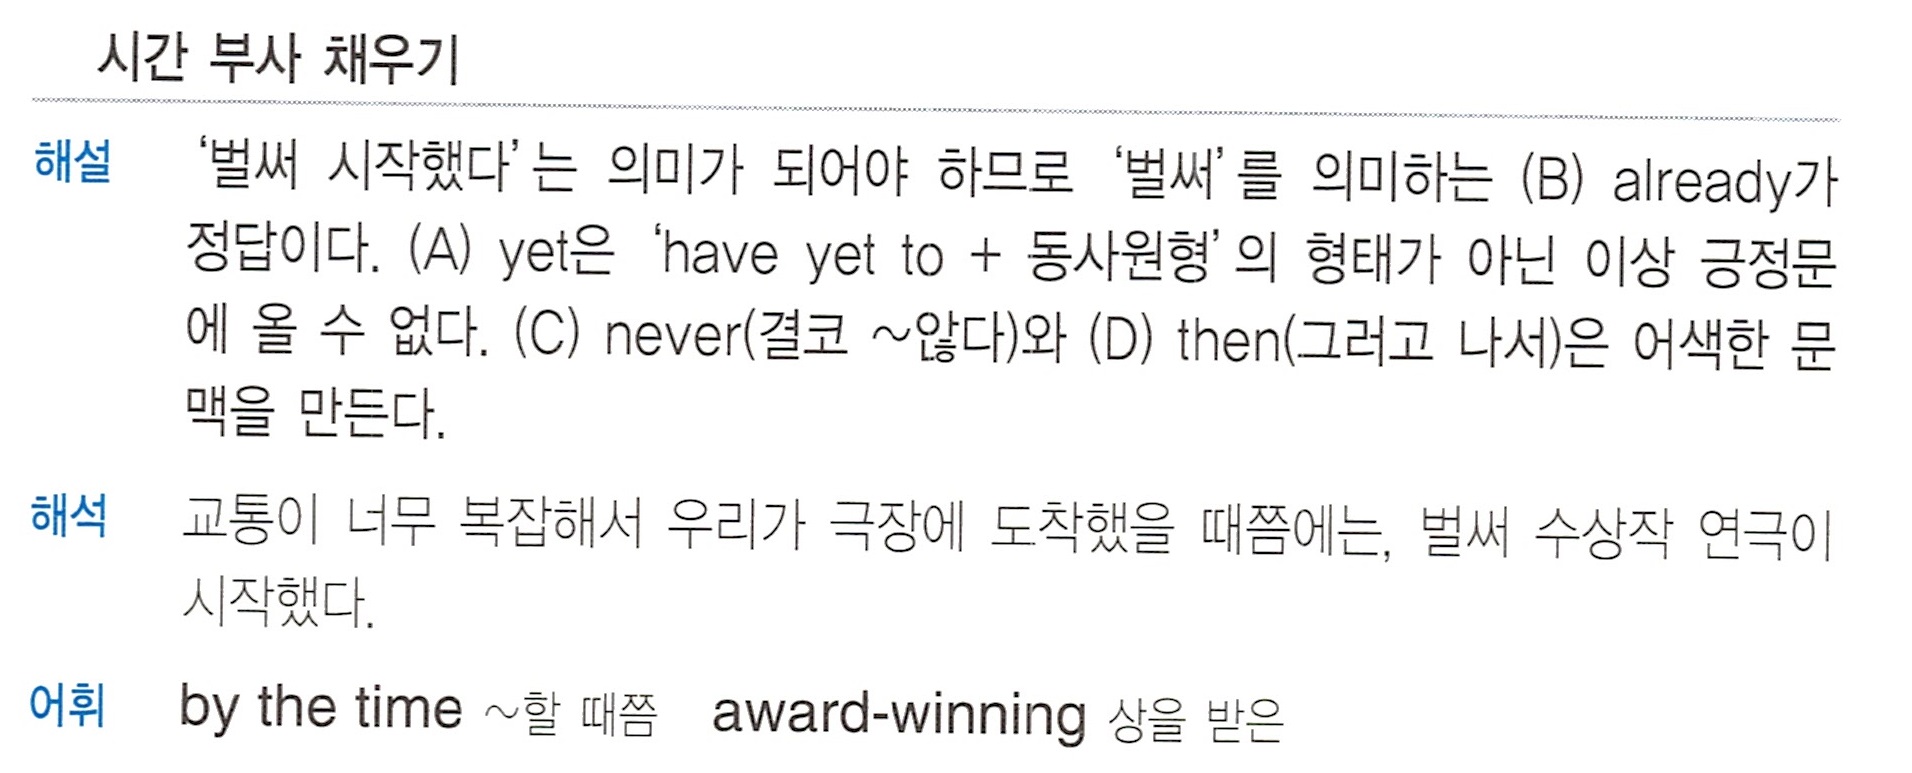 시간 부사 채우기
해설 ‘벌써 시작했다’는 의미가 되어야 하므로 ‘벌써’를 의미하는 (B) already가
정답이다. (A) yet은 ‘have yet to + 동사원형’의 형태가 아닌 이상 긍정문
에 올 수 없다. (C) never(결코 ~않다)와 (D) then(그러고 나서)은 어색한 문
맥을 만든다.
해석 교통이 너무 복잡해서 우리가 극장에 도착했을 때쯤에는, 벌써 수상작 연극이
시작했다.
어휘 by the time ~할 때쯤 award-winning 상을 받은